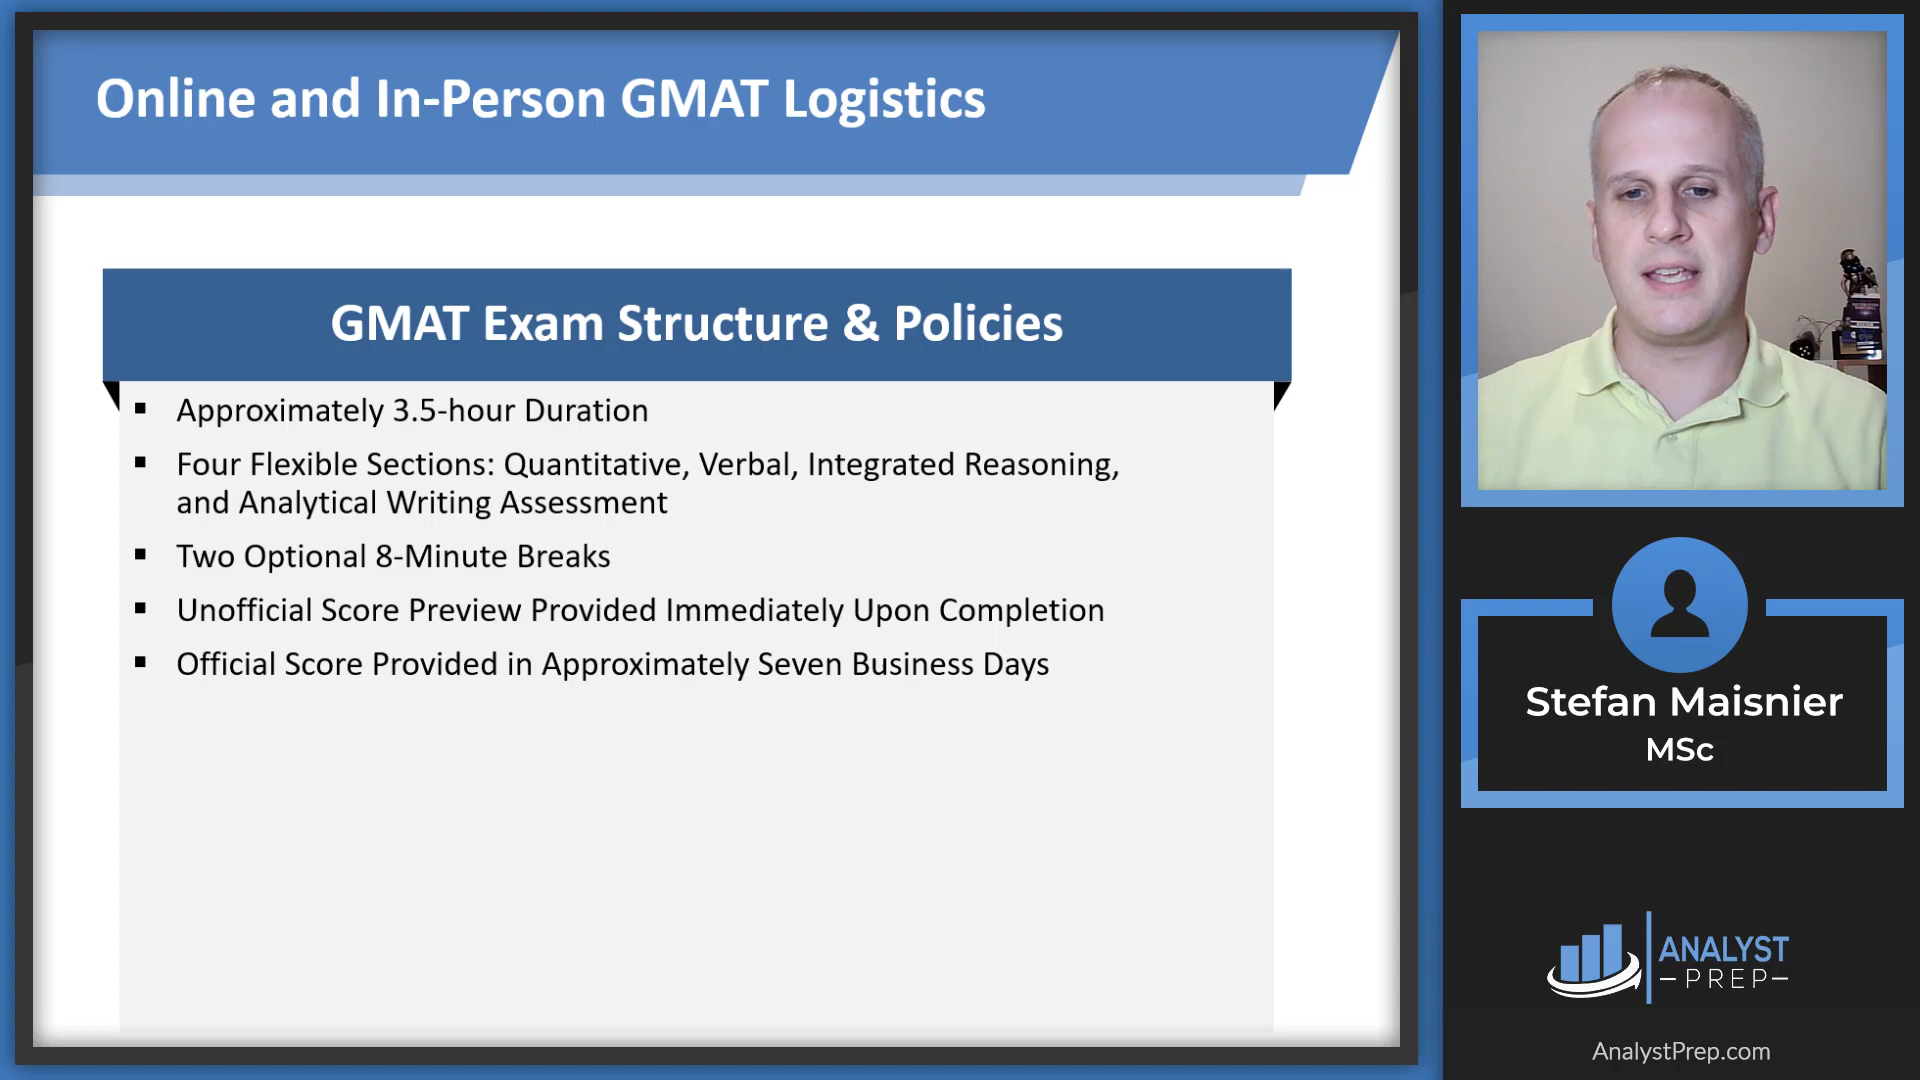 Online and In-Person GMAT Logistics
GMAT Exam Structure & Policies
▪ Approximately 3.5-hour Duration
▪ Four Flexible Sections: Quantitative, Verbal, Integrated Reasoning,
and Analytical Writing Assessment
▪ Two Optional 8-Minute Breaks
▪ Unofficial Score Preview Provided Immediately Upon Completion
▪ Official Score Provided in Approximately Seven Business Days
Stefan Maisnier
MSc
ANALYST
PREP
AnalystPrep.com